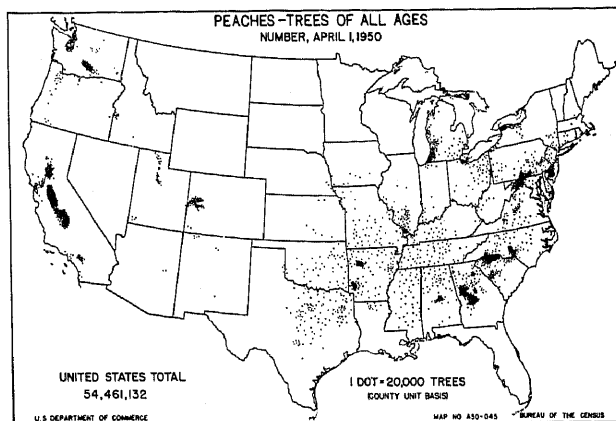 PEACHES-TREES OF ALL AGES
NUMBER, APRIL 1, 1950
UNITED STATES TOTAL
54,461,132
1 DOT=20,000 TREES
(COUNTY UNIT BASIS)
U.S DEPARTMENT OF COMMERCE
MAP NO A50-045
BUREAU OF THE CENSUS